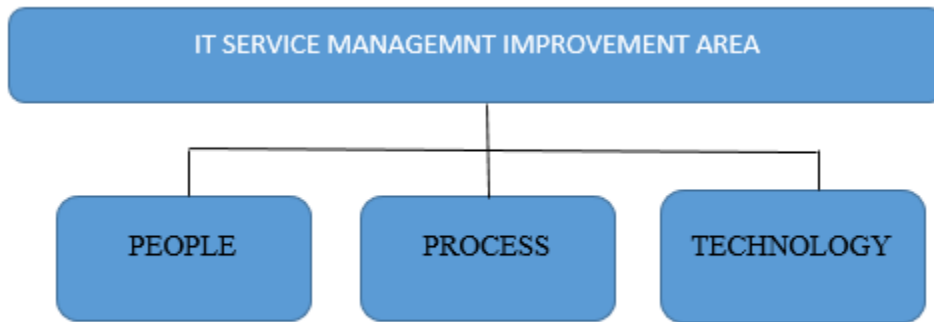 IT SERVICE MANAGEMNT IMPROVEMENT AREA
PEOPLE
PROCESS
TECHNOLOGY